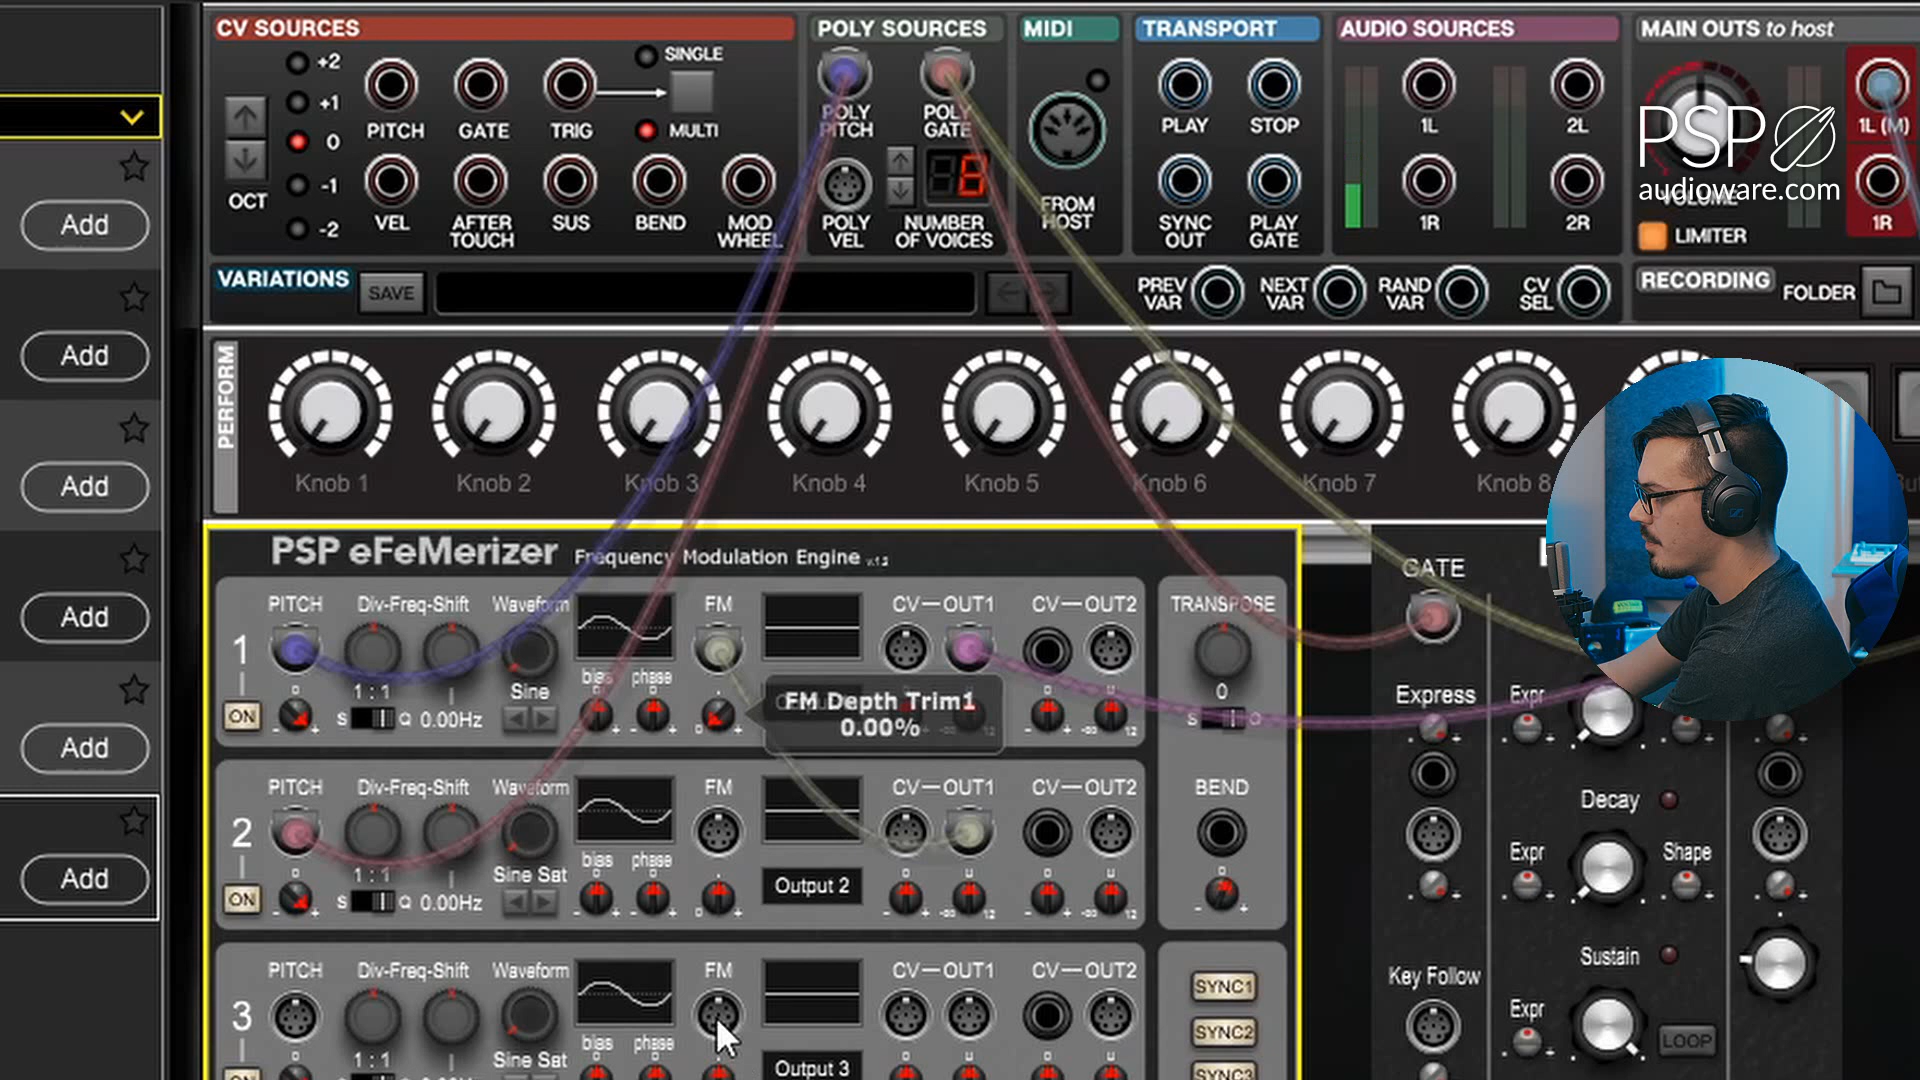 CV SOURCES
POLY SOURCES
MIDI
TRANSPORT
AUDIO SOURCES
MAIN OUTS to host
+2
+1
0
-1
-2
OCT
PITCH
GATE
TRIG
SINGLE
MULTI
VEL
AFTER
TOUCH
SUS
BEND
MOD
WHEEL
POLY
PITCH
POLY
GATE
POLY
VEL
8
NUMBER
OF VOICES
FROM
HOST
PLAY
STOP
SYNC
OUT
PLAY
GATE
1L
2L
1R
2R
VOLUME
LIMITER
1L (M)
1R
PSP
audioware.com
VARIATIONS
SAVE
PREV
VAR
NEXT
VAR
RAND
VAR
CV
SEL
RECORDING
FOLDER
Add
Add
Add
Add
Add
Add
PERFORM
Knob 1
Knob 2
Knob 3
Knob 4
Knob 5
Knob 6
Knob 7
Knob 8
PSP eFeMerizer Frequency Modulation Engine v.1.2
1
PITCH
Div-Freq-Shift
Waveform
FM
CV—OUT1
CV—OUT2
ON
1 : 1
S Q 0.00Hz
Sine
bias
phase
FM Depth Trim1
0.00%
TRANSPOSE
0
S Q
2
PITCH
Div-Freq-Shift
Waveform
FM
CV—OUT1
CV—OUT2
ON
1 : 1
S Q 0.00Hz
Sine Sat
bias
phase
Output 2
-oo 12
BEND
3
PITCH
Div-Freq-Shift
Waveform
FM
CV—OUT1
CV—OUT2
1 : 1
Sine Sat
bias
phase
Output 3
SYNC1
SYNC2
SYNC3
GATE
Express
Expr
Decay
Expr
Shape
Sustain
Key Follow
Expr
LOOP